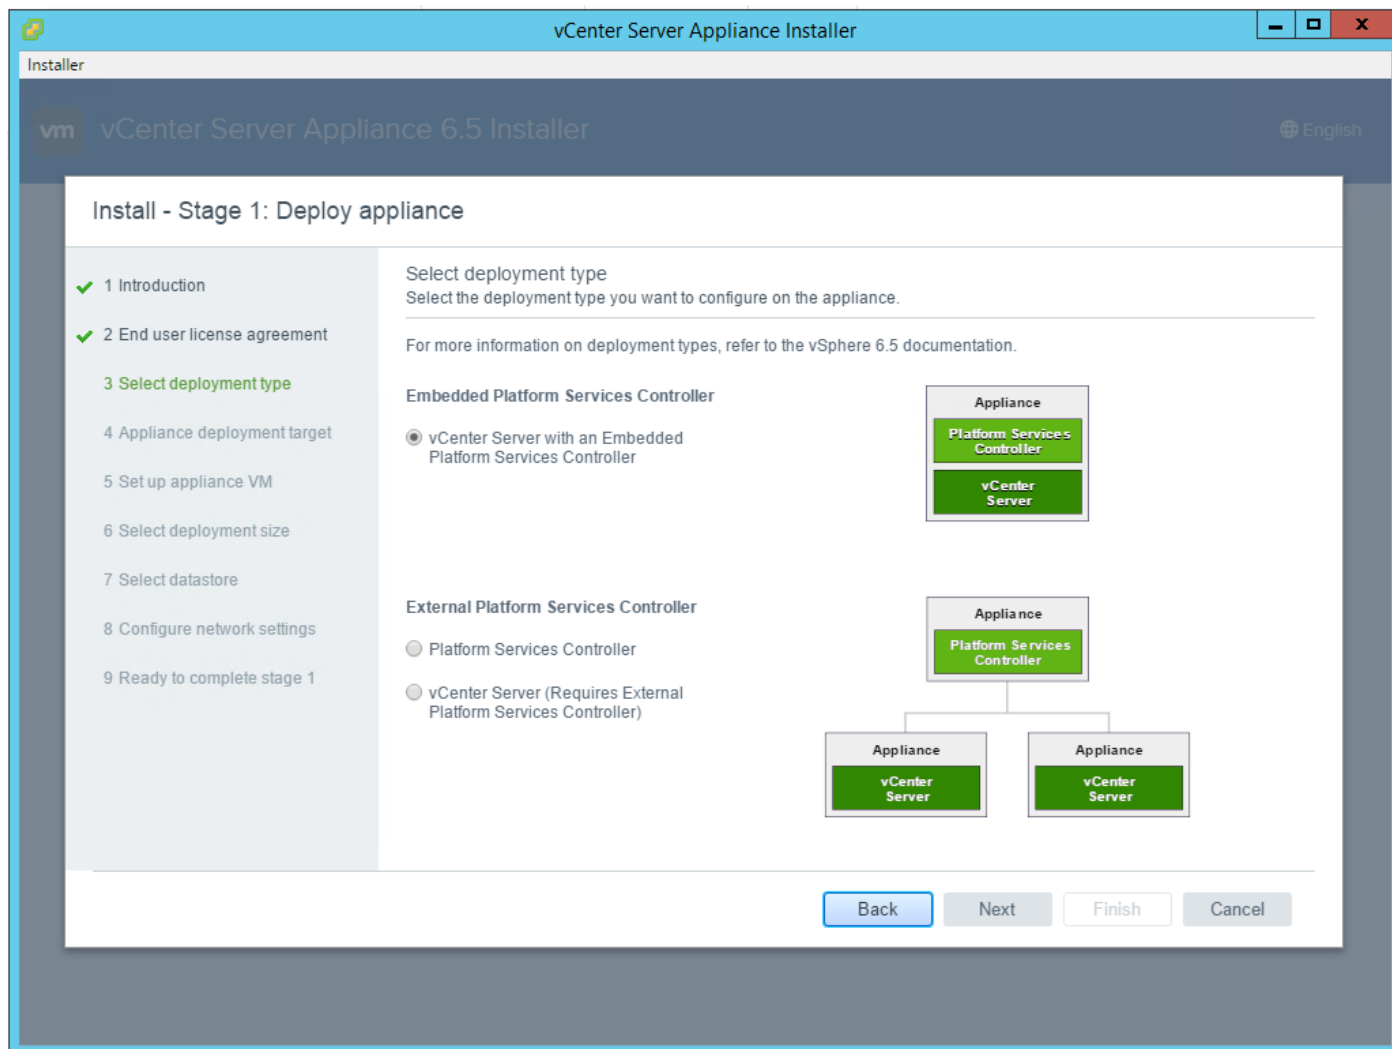 vCenter Server Appliance Installer
X
Installer
vm vCenter Server Appliance 6.5 Installer
English
Install - Stage 1: Deploy appliance
1 Introduction
2 End user license agreement
3 Select deployment type
4 Appliance deployment target
5 Set up appliance VM
6 Select deployment size
7 Select datastore
8 Configure network settings
9 Ready to complete stage 1
Select deployment type
Select the deployment type you want to configure on the appliance.
For more information on deployment types, refer to the vSphere 6.5 documentation.
Embedded Platform Services Controller
vCenter Server with an Embedded
Platform Services Controller
Appliance
Platform Services
Controller
vCenter
Server
External Platform Services Controller
Platform Services Controller
vCenter Server (Requires External
Platform Services Controller)
Appliance
Platform Services
Controller
Appliance
vCenter
Server
Appliance
vCenter
Server
Back
Next
Finish
Cancel